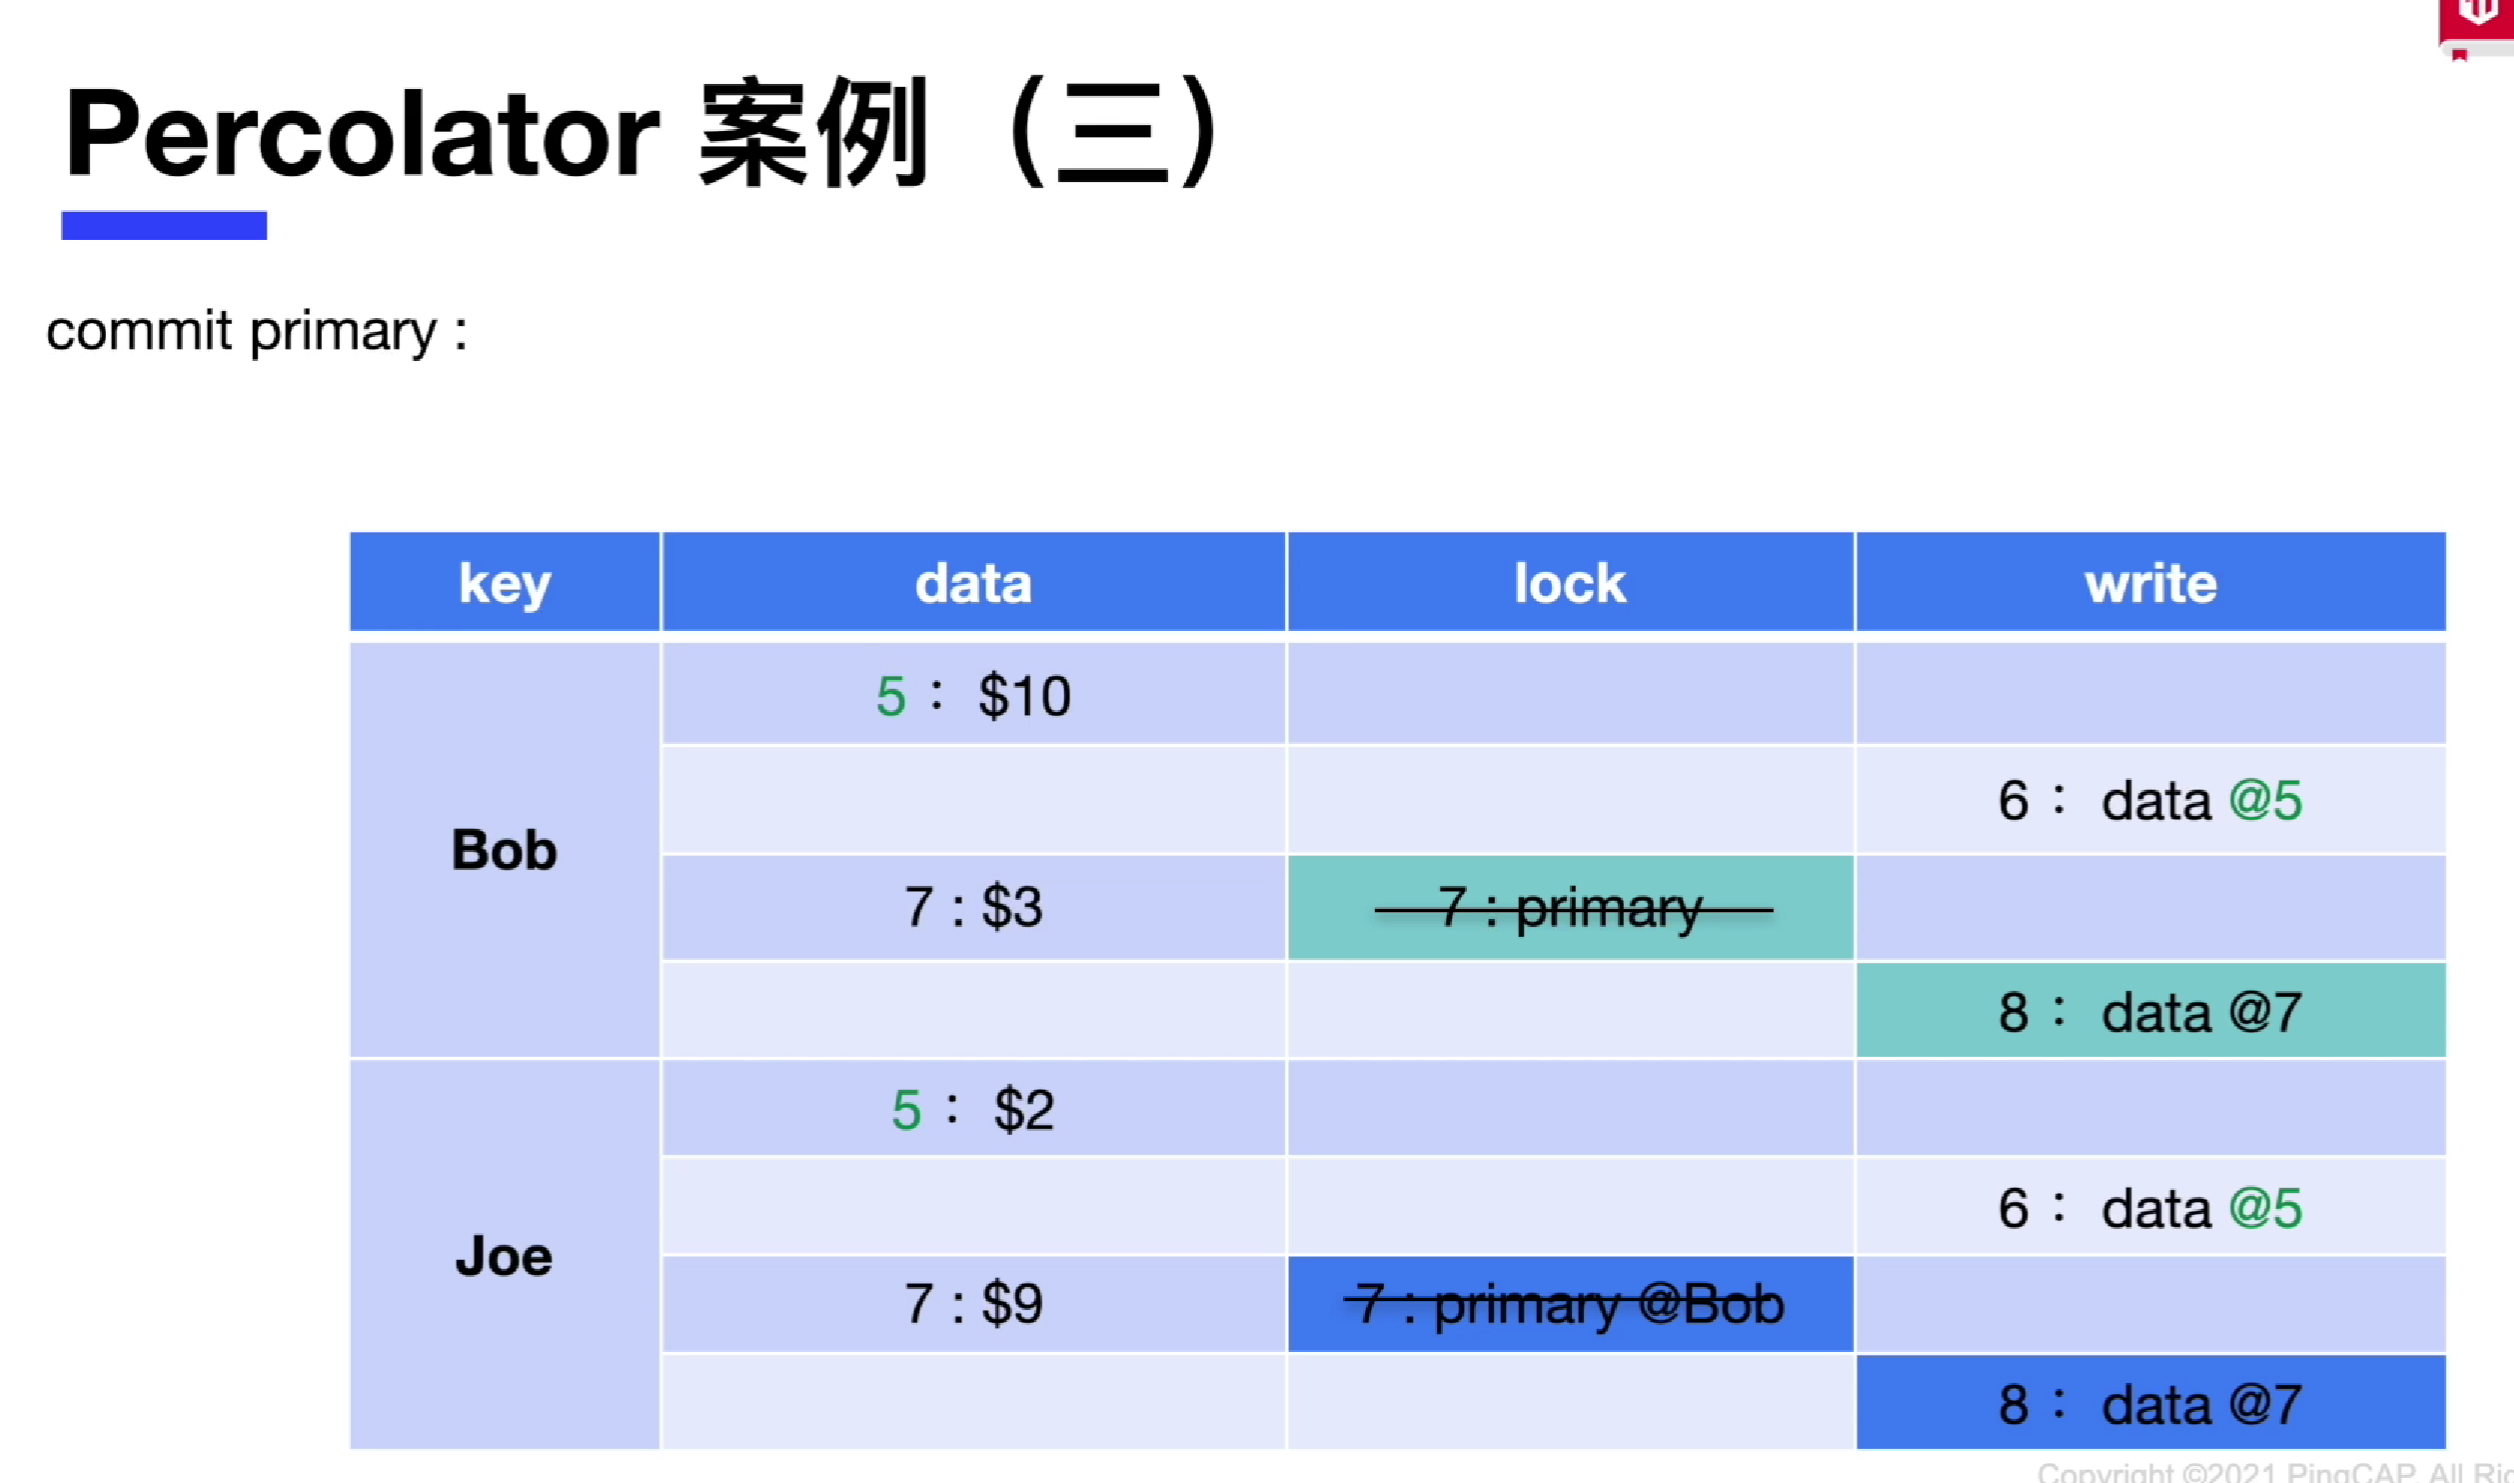 Percolator 案例（三）
commit primary :
key data lock write
Bob
5： $10
6： data @5
7 : $3 7 : primary
8： data @7
Joe
5： $2
6： data @5
7 : $9 7 : primary @Bob
8： data @7
Copyright ©2021 PingCAP. All